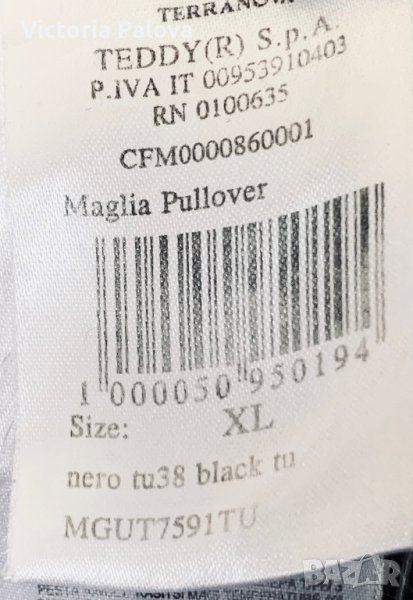 Victoria Palova
TERRANOVA
TEDDY(R) S.p.A.
P.IVA IT 00953910403
RN 0100635
CFM0000860001
Maglia Pullover
1 000050 950194
Size: XL
nero tu38 black tu
MGUT7591TU
BAZAR